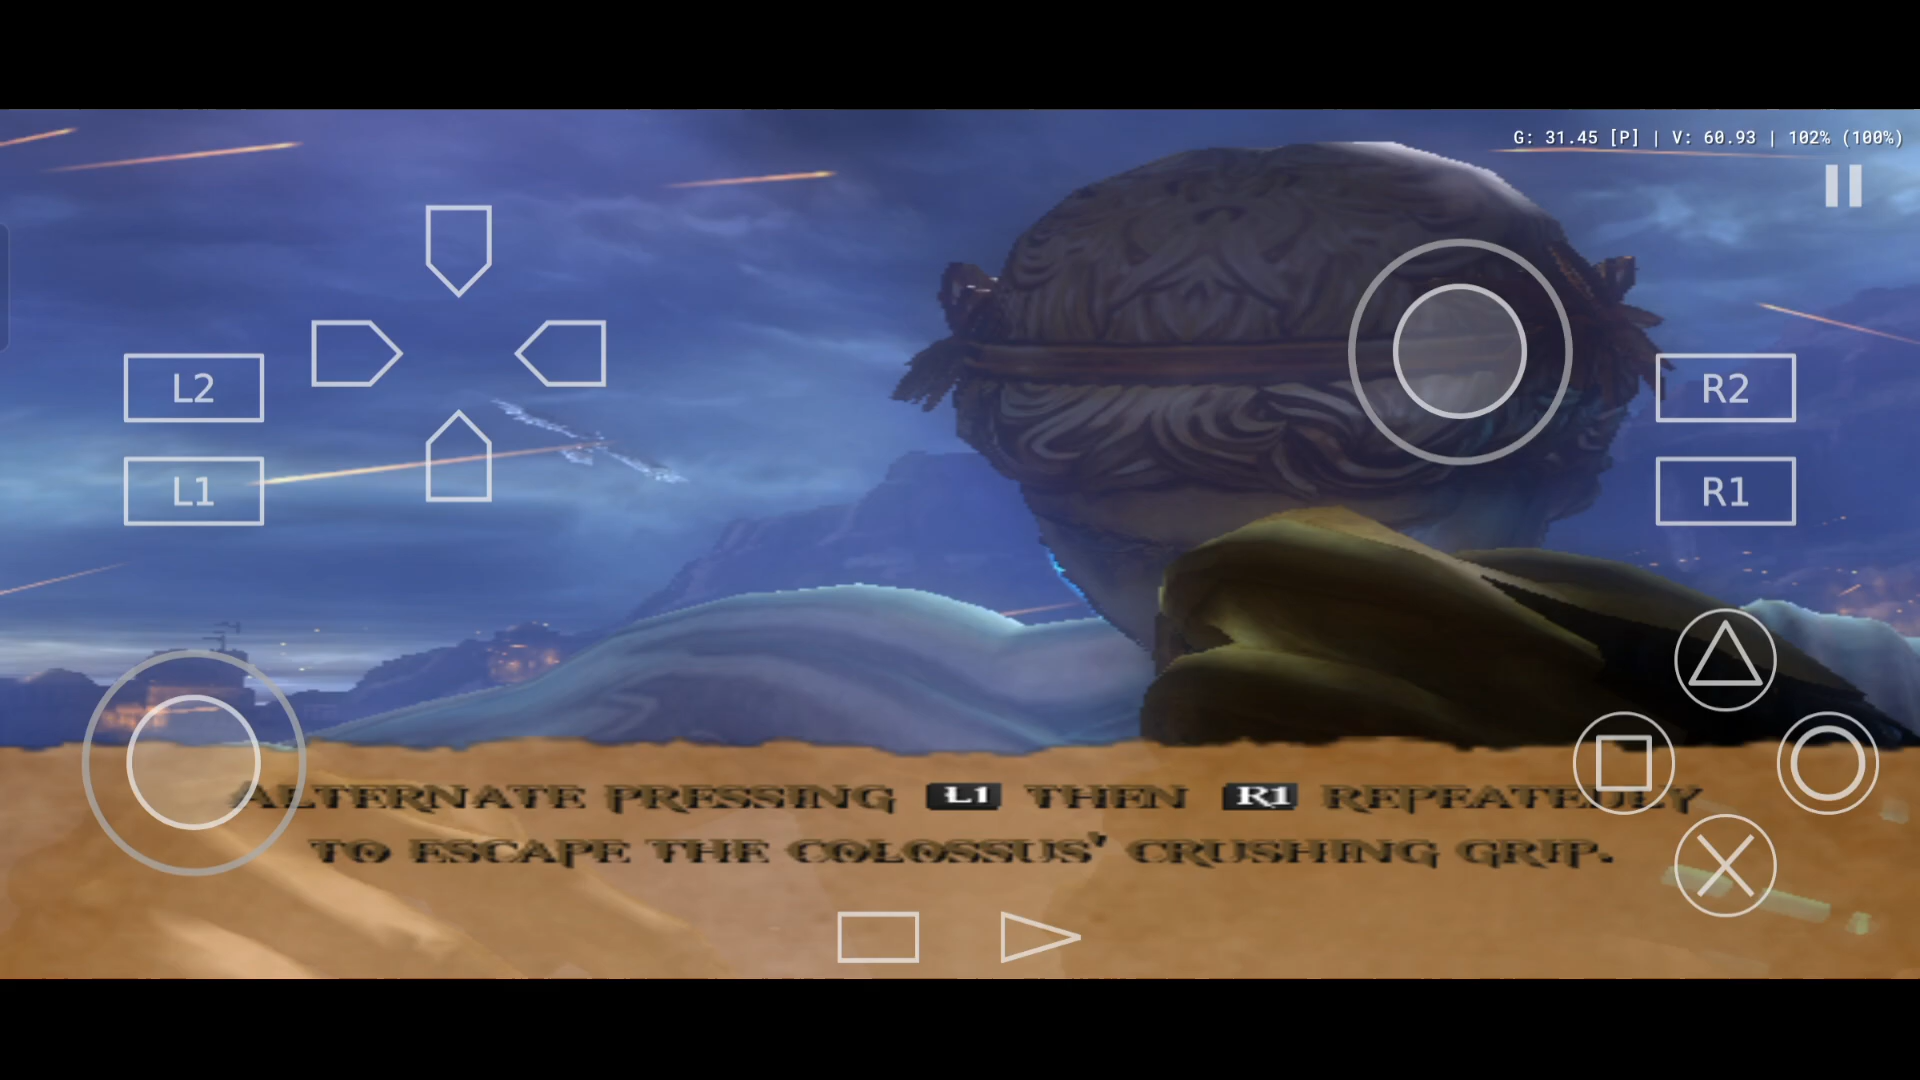 G: 31.45 [P] | V: 60.93 | 102% (100%)
L2
R2
L1
R1
ALTERNATE PRESSING L1 THEN R1 REPEATEDLY
TO ESCAPE THE COLOSSUS' CRUSHING GRIP.